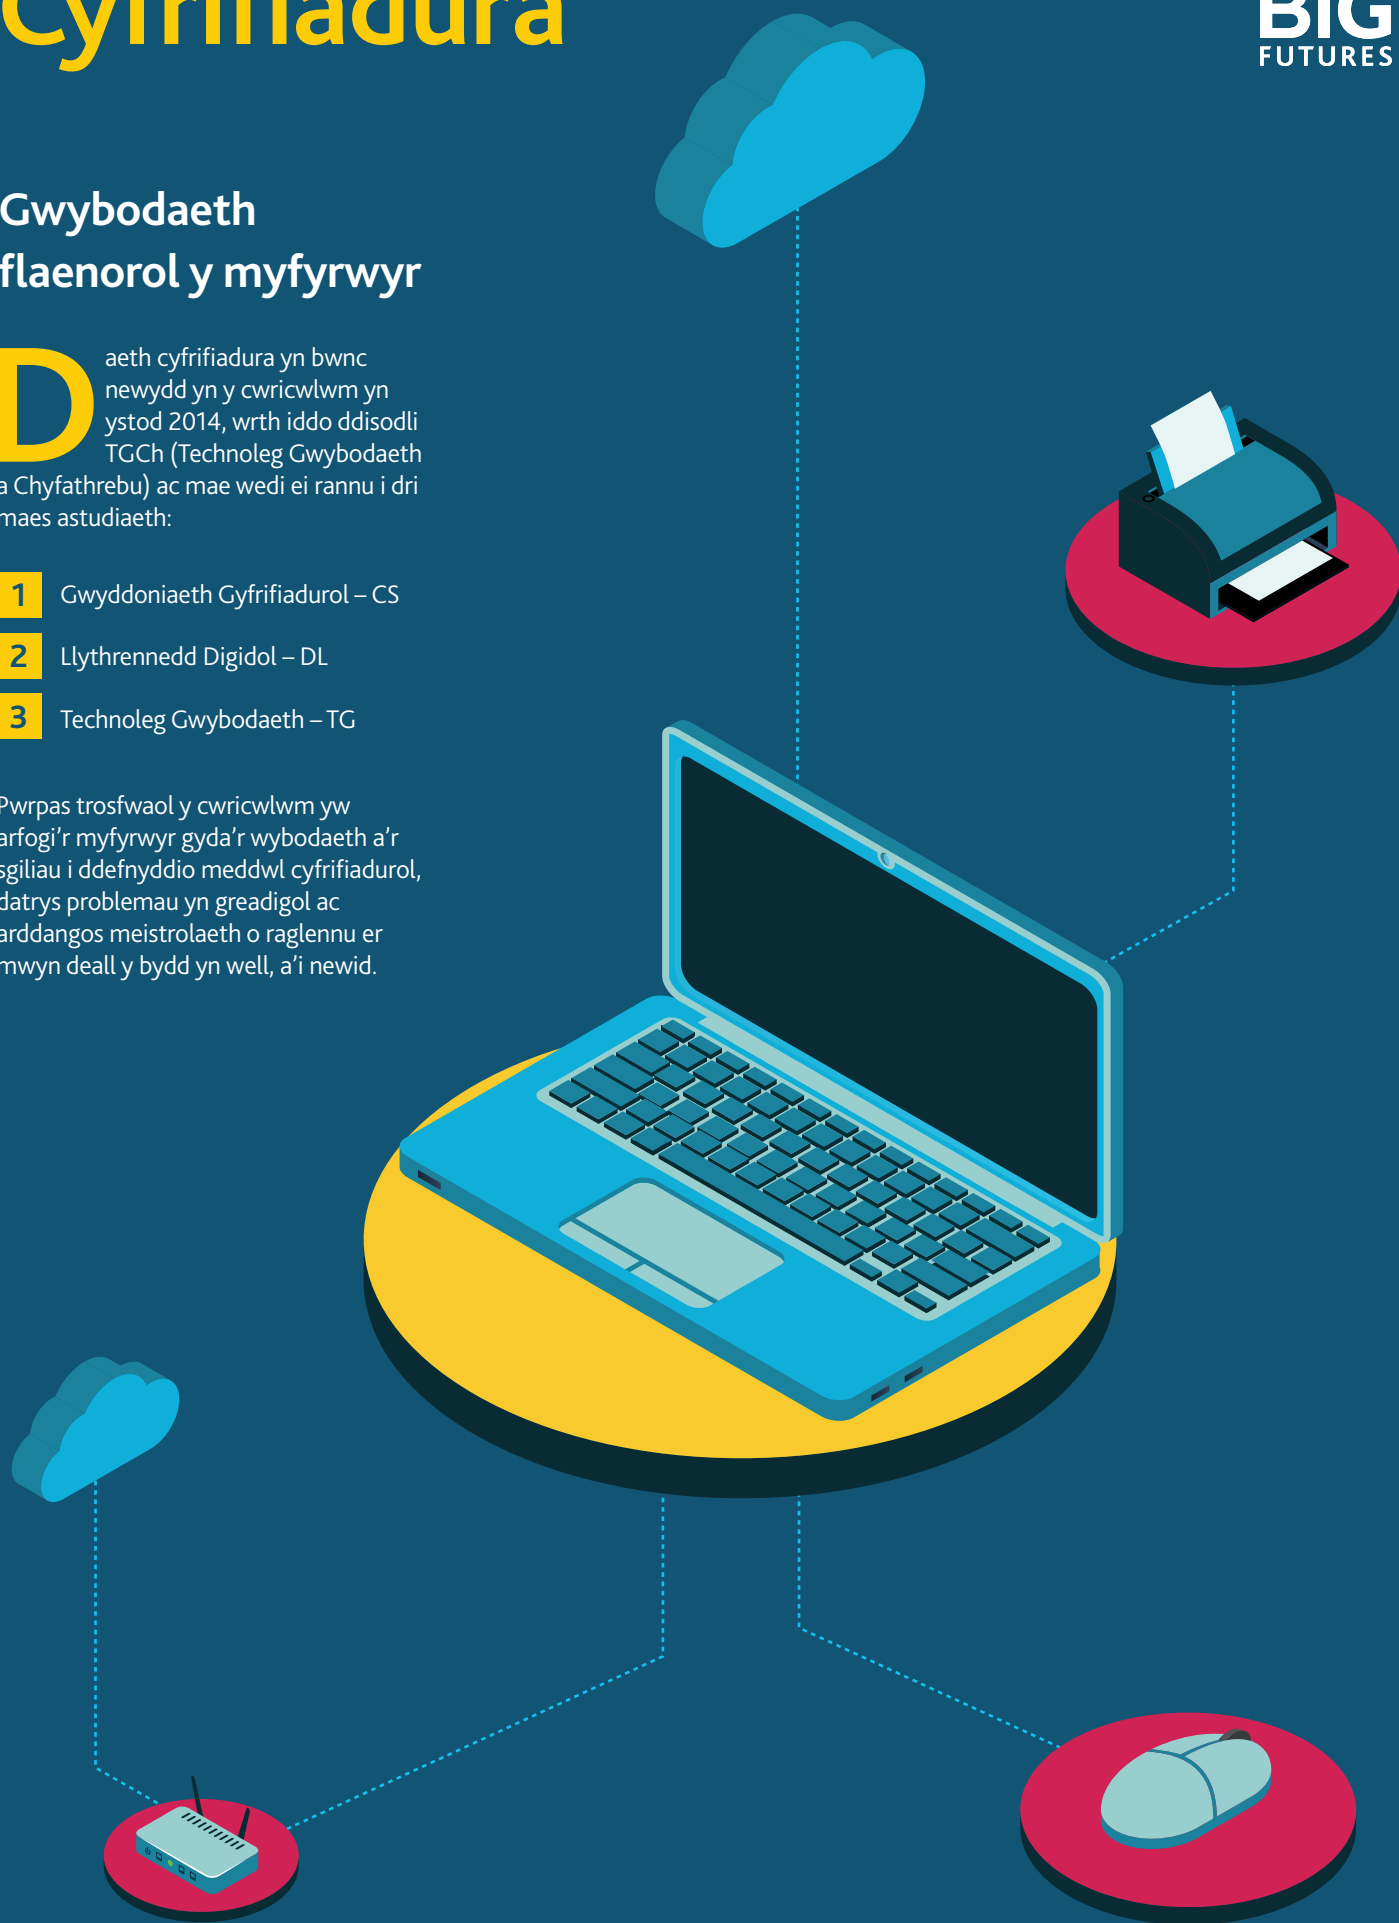 Cyfrifiadura
BIG
FUTURES
Gwybodaeth
flaenorol y myfyrwyr
Daeth cyfrifiadura yn bwnc
newydd yn y cwricwlwm yn
ystod 2014, wrth iddo ddisodli
TGCh (Technoleg Gwybodaeth
a Chyfathrebu) ac mae wedi ei rannu i dri
maes astudiaeth:
1 Gwyddoniaeth Gyfrifiadurol – CS
2 Llythrennedd Digidol – DL
3 Technoleg Gwybodaeth – TG
Pwrpas trosfwaol y cwricwlwm yw
arfogi’r myfyrwyr gyda’r wybodaeth a’r
sgiliau i ddefnyddio meddwl cyfrifiadurol,
datrys problemau yn greadigol ac
arddangos meistrolaeth o raglennu er
mwyn deall y bydd yn well, a’i newid.